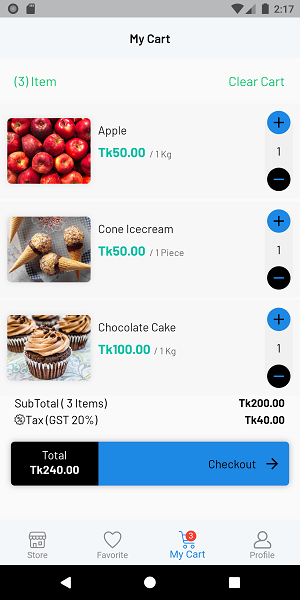 2:17
My Cart
(3) Item
Clear Cart
Apple
Tk50.00 / 1 Kg
1
Cone Icecream
Tk50.00 / 1 Piece
1
Chocolate Cake
Tk100.00 / 1 Kg
1
SubTotal ( 3 Items) Tk200.00
Tax (GST 20%) Tk40.00
Total
Tk240.00
Checkout
3
Store Favorite My Cart Profile